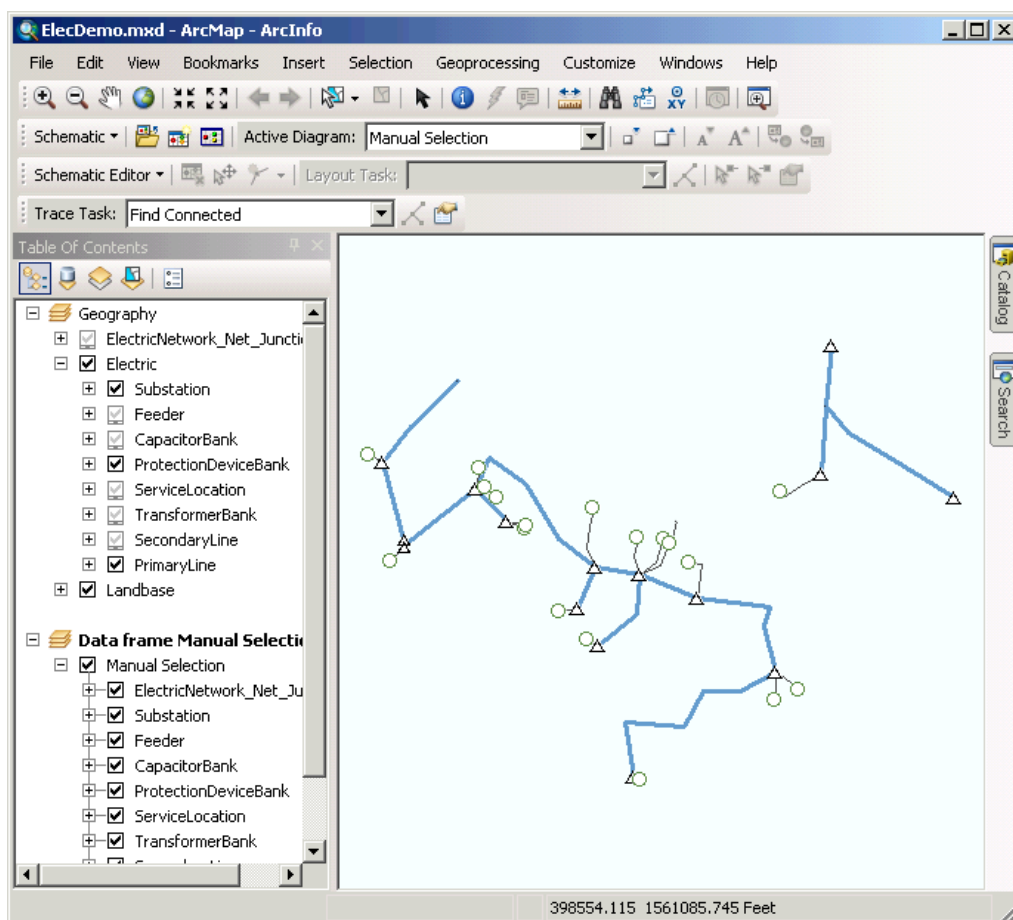 ElecDemo.mxd - ArcMap - ArcInfo
File Edit View Bookmarks Insert Selection Geoprocessing Customize Windows Help
XY
Schematic Active Diagram: Manual Selection A A
Schematic Editor Layout Task:
Trace Task: Find Connected
Table Of Contents
Geography
ElectricNetwork_Net_Juncti
Electric
Substation
Feeder
CapacitorBank
ProtectionDeviceBank
ServiceLocation
TransformerBank
SecondaryLine
PrimaryLine
Landbase
Data frame Manual Selectio
Manual Selection
ElectricNetwork_Net_Ju
Substation
Feeder
CapacitorBank
ProtectionDeviceBank
ServiceLocation
TransformerBank
Catalog
Search
398554.115 1561085.745 Feet